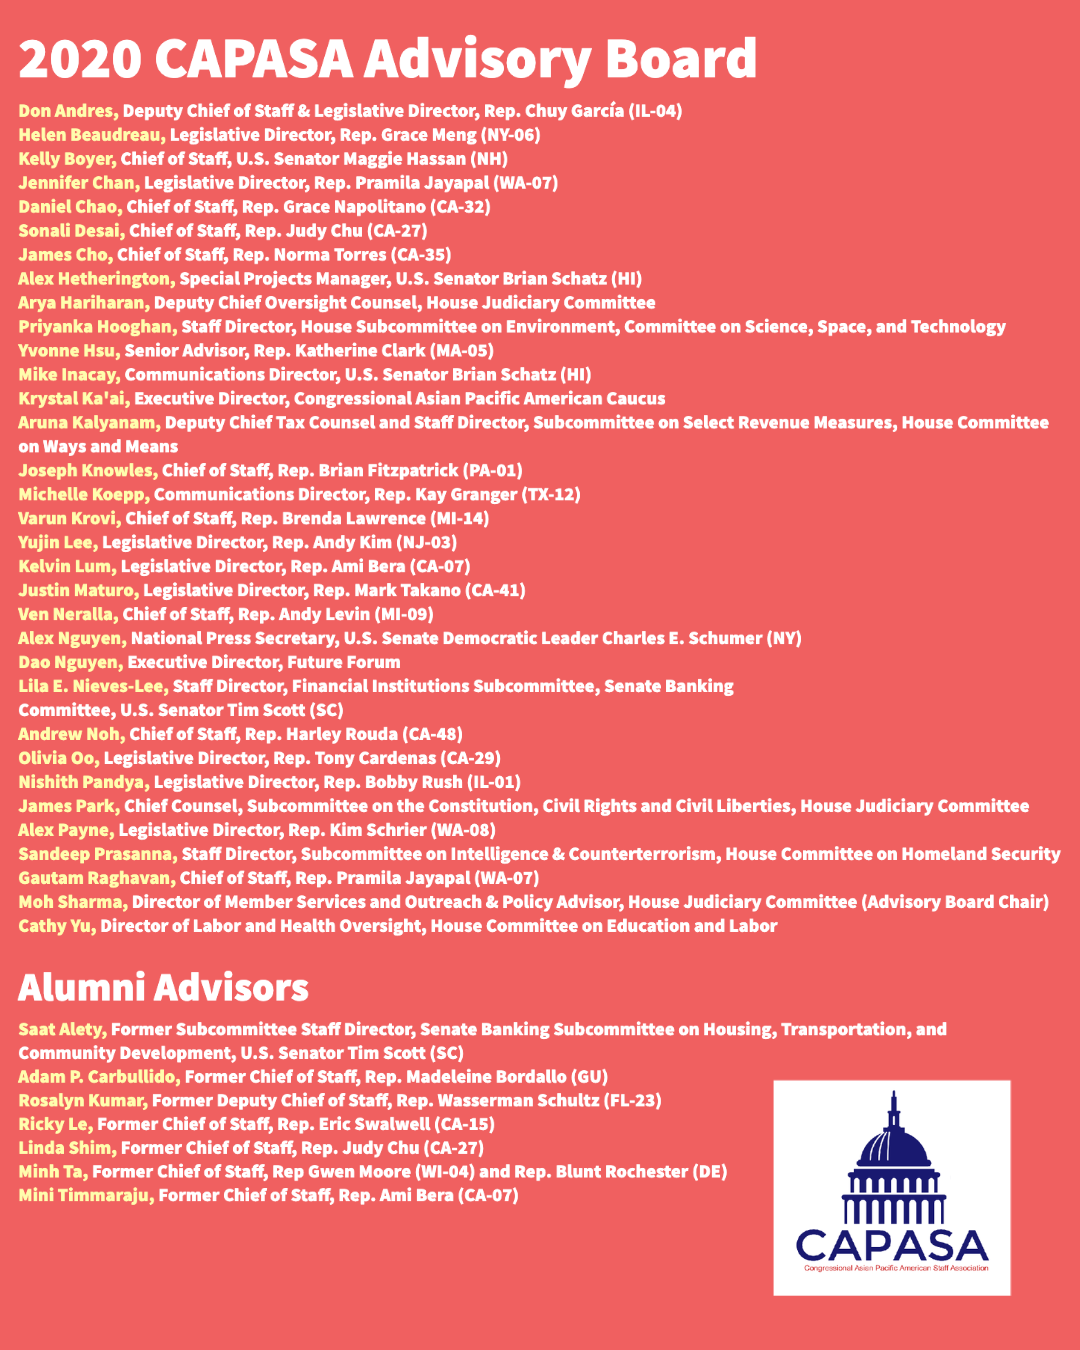 2020 CAPASA Advisory Board
Don Andres, Deputy Chief of Staff & Legislative Director, Rep. Chuy García (IL-04)
Helen Beaudreau, Legislative Director, Rep. Grace Meng (NY-06)
Kelly Boyer, Chief of Staff, U.S. Senator Maggie Hassan (NH)
Jennifer Chan, Legislative Director, Rep. Pramila Jayapal (WA-07)
Daniel Chao, Chief of Staff, Rep. Grace Napolitano (CA-32)
Sonali Desai, Chief of Staff, Rep. Judy Chu (CA-27)
James Cho, Chief of Staff, Rep. Norma Torres (CA-35)
Alex Hetherington, Special Projects Manager, U.S. Senator Brian Schatz (HI)
Arya Hariharan, Deputy Chief Oversight Counsel, House Judiciary Committee
Priyanka Hooghan, Staff Director, House Subcommittee on Environment, Committee on Science, Space, and Technology
Yvonne Hsu, Senior Advisor, Rep. Katherine Clark (MA-05)
Mike Inacay, Communications Director, U.S. Senator Brian Schatz (HI)
Krystal Ka'ai, Executive Director, Congressional Asian Pacific American Caucus
Aruna Kalyanam, Deputy Chief Tax Counsel and Staff Director, Subcommittee on Select Revenue Measures, House Committee
on Ways and Means
Joseph Knowles, Chief of Staff, Rep. Brian Fitzpatrick (PA-01)
Michelle Koepp, Communications Director, Rep. Kay Granger (TX-12)
Varun Krovi, Chief of Staff, Rep. Brenda Lawrence (MI-14)
Yujin Lee, Legislative Director, Rep. Andy Kim (NJ-03)
Kelvin Lum, Legislative Director, Rep. Ami Bera (CA-07)
Justin Maturo, Legislative Director, Rep. Mark Takano (CA-41)
Ven Neralla, Chief of Staff, Rep. Andy Levin (MI-09)
Alex Nguyen, National Press Secretary, U.S. Senate Democratic Leader Charles E. Schumer (NY)
Dao Nguyen, Executive Director, Future Forum
Lila E. Nieves-Lee, Staff Director, Financial Institutions Subcommittee, Senate Banking
Committee, U.S. Senator Tim Scott (SC)
Andrew Noh, Chief of Staff, Rep. Harley Rouda (CA-48)
Olivia Oo, Legislative Director, Rep. Tony Cardenas (CA-29)
Nishith Pandya, Legislative Director, Rep. Bobby Rush (IL-01)
James Park, Chief Counsel, Subcommittee on the Constitution, Civil Rights and Civil Liberties, House Judiciary Committee
Alex Payne, Legislative Director, Rep. Kim Schrier (WA-08)
Sandeep Prasanna, Staff Director, Subcommittee on Intelligence & Counterterrorism, House Committee on Homeland Security
Gautam Raghavan, Chief of Staff, Rep. Pramila Jayapal (WA-07)
Moh Sharma, Director of Member Services and Outreach & Policy Advisor, House Judiciary Committee (Advisory Board Chair)
Cathy Yu, Director of Labor and Health Oversight, House Committee on Education and Labor
Alumni Advisors
Saat Alety, Former Subcommittee Staff Director, Senate Banking Subcommittee on Housing, Transportation, and
Community Development, U.S. Senator Tim Scott (SC)
Adam P. Carbullido, Former Chief of Staff, Rep. Madeleine Bordallo (GU)
Rosalyn Kumar, Former Deputy Chief of Staff, Rep. Wasserman Schultz (FL-23)
Ricky Le, Former Chief of Staff, Rep. Eric Swalwell (CA-15)
Linda Shim, Former Chief of Staff, Rep. Judy Chu (CA-27)
Minh Ta, Former Chief of Staff, Rep Gwen Moore (WI-04) and Rep. Blunt Rochester (DE)
Mini Timmaraju, Former Chief of Staff, Rep. Ami Bera (CA-07)
CAPASA
Congressional Asian Pacific American Staff Association